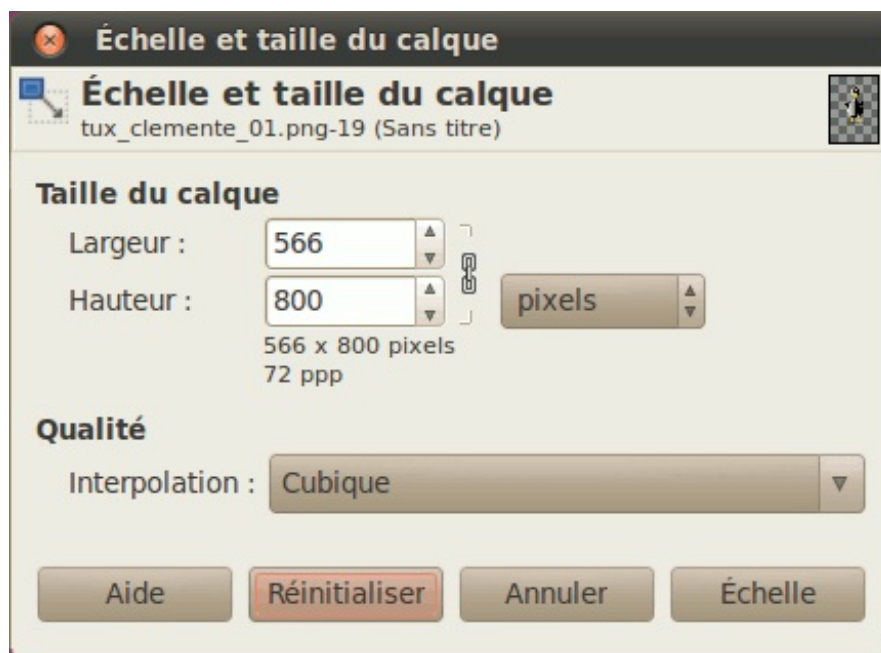 Échelle et taille du calque
Échelle et taille du calque
tux_clemente_01.png-19 (Sans titre)
Taille du calque
Largeur : 566
Hauteur : 800 pixels
566 x 800 pixels
72 ppp
Qualité
Interpolation : Cubique
Aide Réinitialiser Annuler Échelle